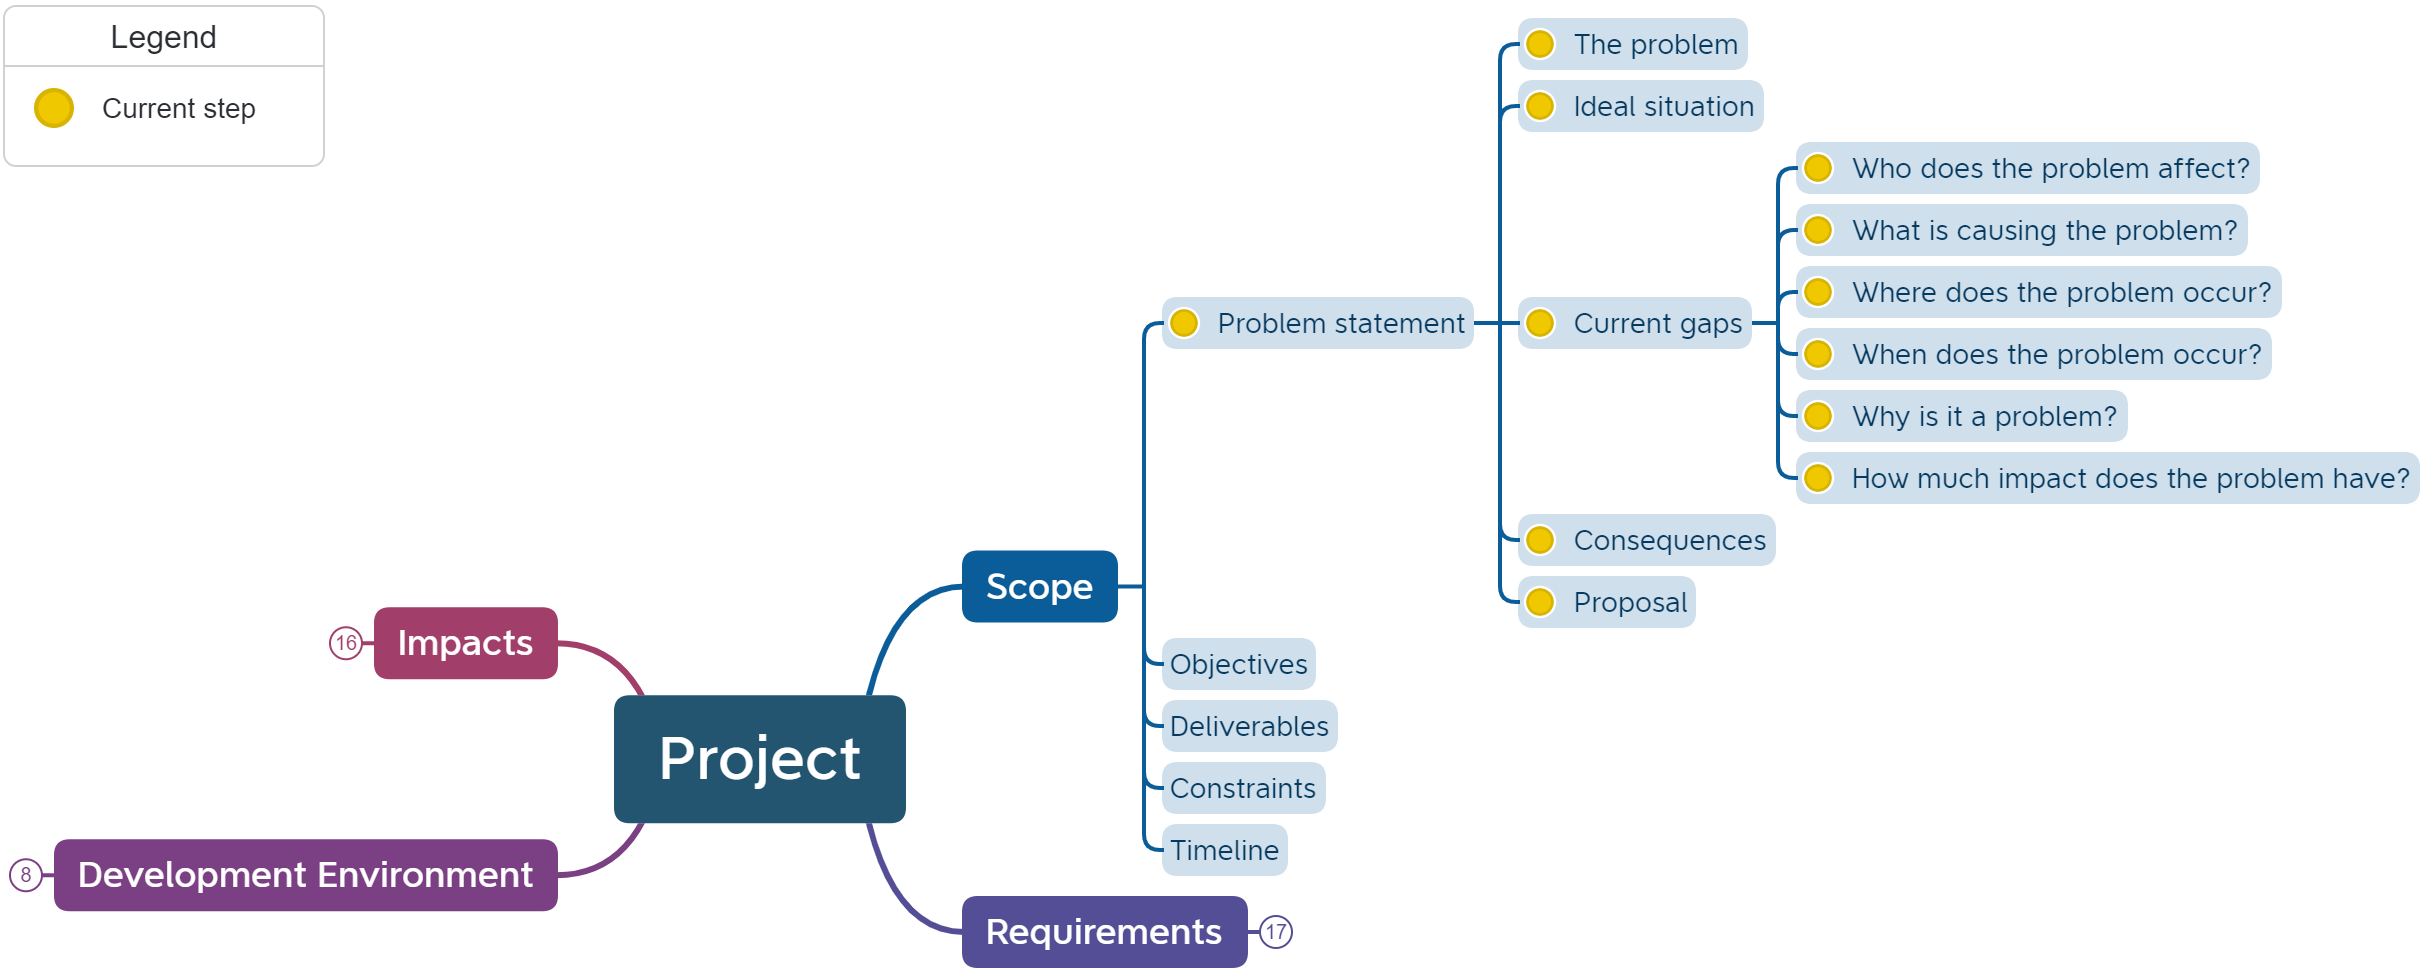 Legend
Current step
The problem
Ideal situation
Who does the problem affect?
What is causing the problem?
Where does the problem occur?
Problem statement
Current gaps
When does the problem occur?
Why is it a problem?
How much impact does the problem have?
Consequences
Scope
Proposal
16
Impacts
Objectives
Deliverables
Project
Constraints
Timeline
8
Development Environment
Requirements
17